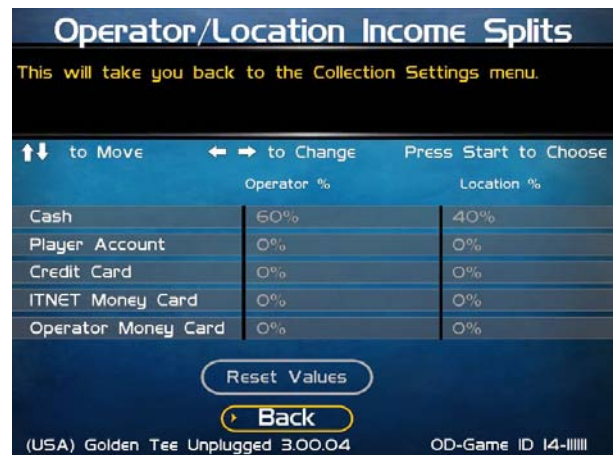 Operator/Location Income Splits
This will take you back to the Collection Settings menu.
to Move to Change Press Start to Choose
Operator % Location %
Cash 60% 40%
Player Account 0% 0%
Credit Card 0% 0%
ITNET Money Card 0% 0%
Operator Money Card 0% 0%
Reset Values
Back
(USA) Golden Tee Unplugged 3.00.04 OD-Game ID 14-111111